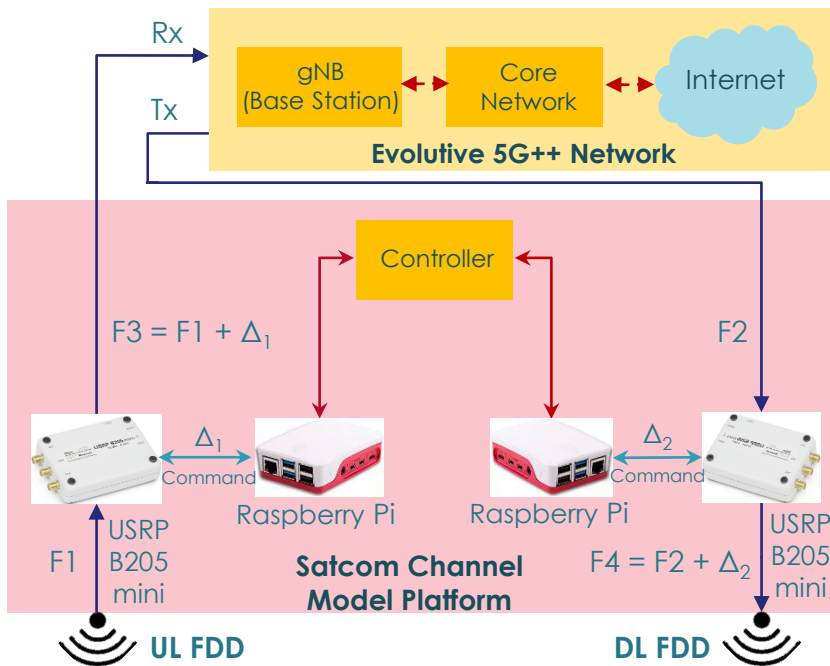 Rx
gNB
(Base Station)
Core
Network
Internet
Tx
Evolutive 5G++ Network
Controller
F3 = F1 + Δ₁
F2
Δ₁
Command
Δ₂
Command
Raspberry Pi
Raspberry Pi
F1
USRP
B205
mini
Satcom Channel
Model Platform
F4 = F2 + Δ₂
USRP
B205
mini
UL FDD
DL FDD